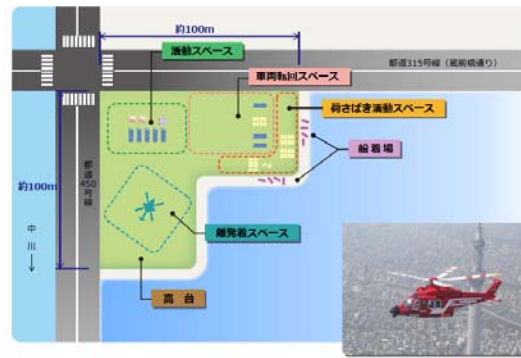 約100m
活動スペース
都道315号線（蔵前橋通り）
車両転回スペース
荷さばき活動スペース
船着場
都道450号線
約100m
中川
離発着スペース
高台